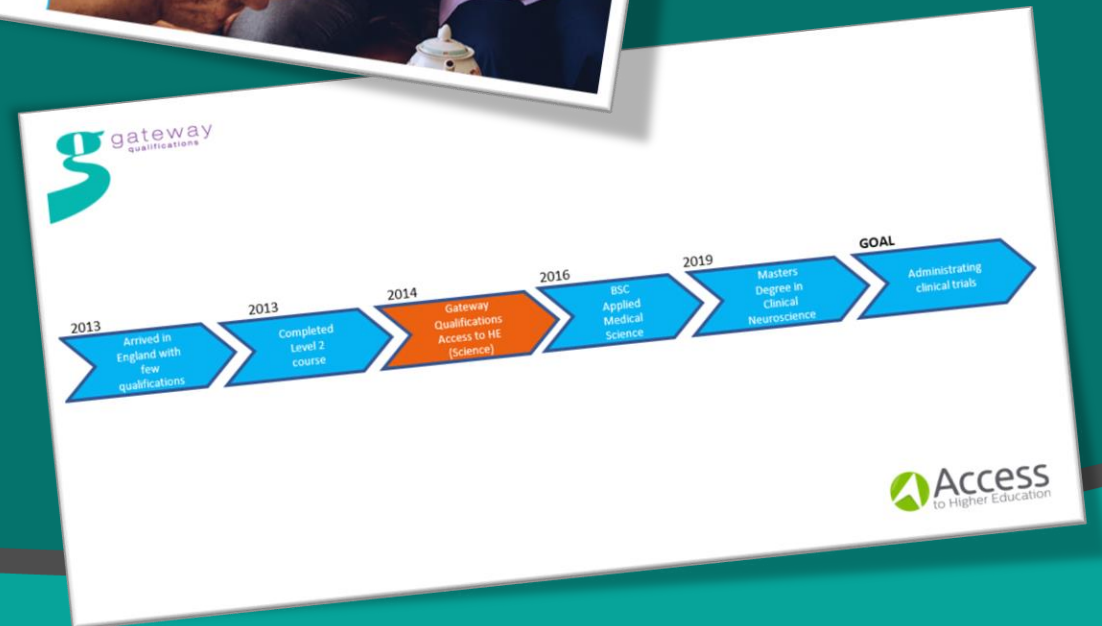 gateway
qualifications
2013
Arrived in
England with
few
qualifications
2013
Completed
Level 2
course
2014
Gateway
Qualifications
Access to HE
(Science)
2016
BSC
Applied
Medical
Science
2019
Masters
Degree in
Clinical
Neuroscience
GOAL
Administrating
clinical trials
Access
to Higher Education